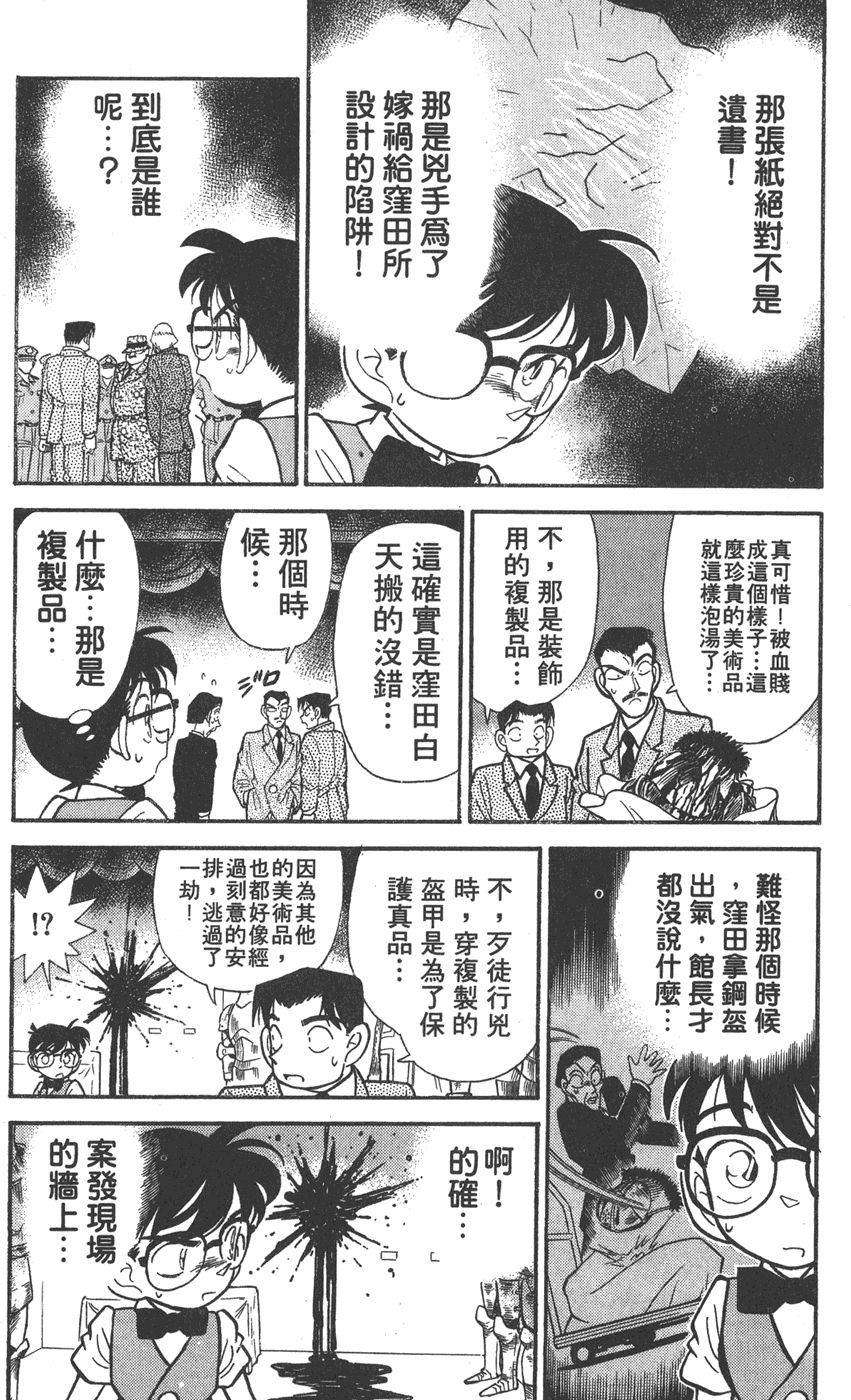 那張紙絕對不是
遺書！
那是兇手為了
嫁禍給窪田所
設計的陷阱！
到底是誰
呢…？
真可惜！被血賤
成這個樣子…這
麼珍貴的美術品
就這樣泡湯了…
不，那是裝飾
用的複製品…
這確實是窪田白
天搬的沒錯…
那個時
候…
ジロ
什麼…那是
複製品…
難怪那個時候
，窪田拿鋼盔
出氣，館長才
都沒說什麼…
不，歹徒行兇
時，穿複製的
盔甲是為了保
護真品…
因為其他
的美術品，
也都好像經
過刻意的安
排，逃過了
一劫！
!?
啊！
的確…
案發現場
的牆上…